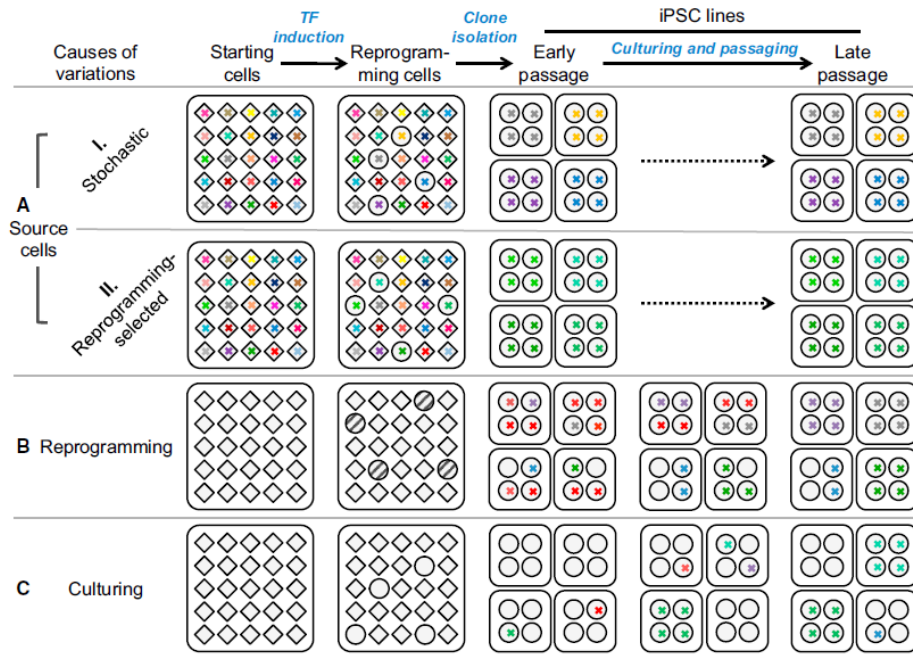 TF
induction
Clone
isolation
iPSC lines
Causes of
variations
Starting
cells
Reprogram-
ming cells
Early
passage
Culturing and passaging
Late
passage
A
Source
cells
I.
Stochastic
II.
Reprogramming-
selected
B Reprogramming
C Culturing